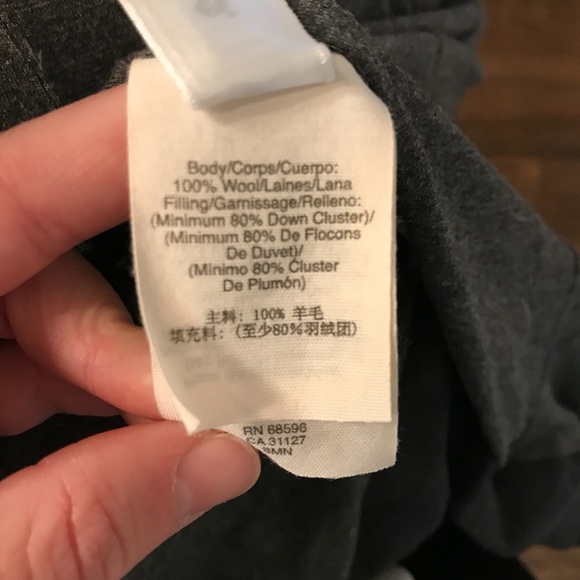 Body/Corps/Cuerpo:
100% Wool/Laines/Lana
Filling/Garnissage/Relleno:
(Minimum 80% Down Cluster)/
(Minimum 80% De Flocons
De Duvet)/
(Minimo 80% Cluster
De Plumón)
主料: 100% 羊毛
填充料: (至少80%羽绒团)
RN 68596
CA 31127